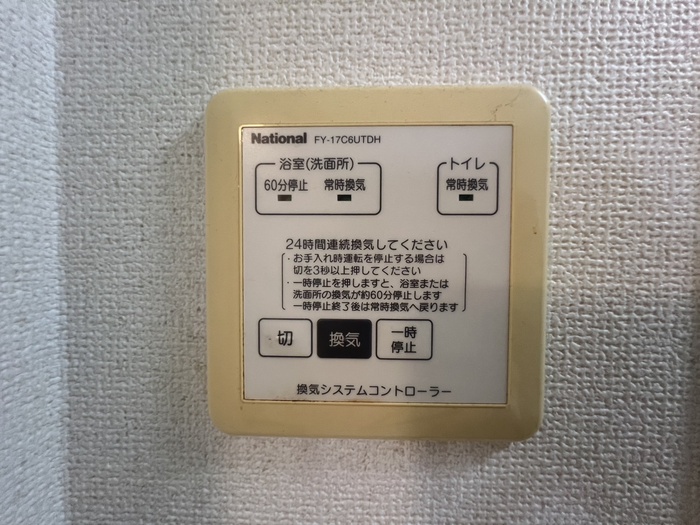 National FY-17C6UTDH
浴室(洗面所)
トイレ
60分停止 常時換気
常時換気
24時間連続換気してください
・お手入れ時運転を停止する場合は
切を3秒以上押してください
・一時停止を押しますと、浴室または
洗面所の換気が約60分停止します
一時停止終了後は常時換気へ戻ります
切
換気
一時
停止
換気システムコントローラー